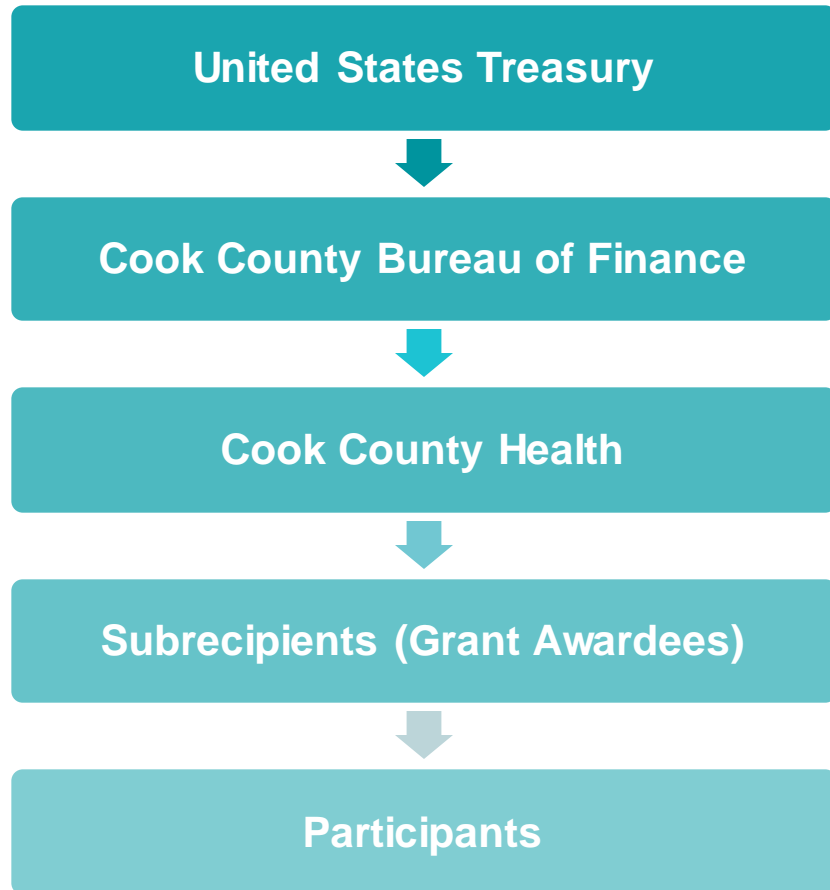 United States Treasury
Cook County Bureau of Finance
Cook County Health
Subrecipients (Grant Awardees)
Participants